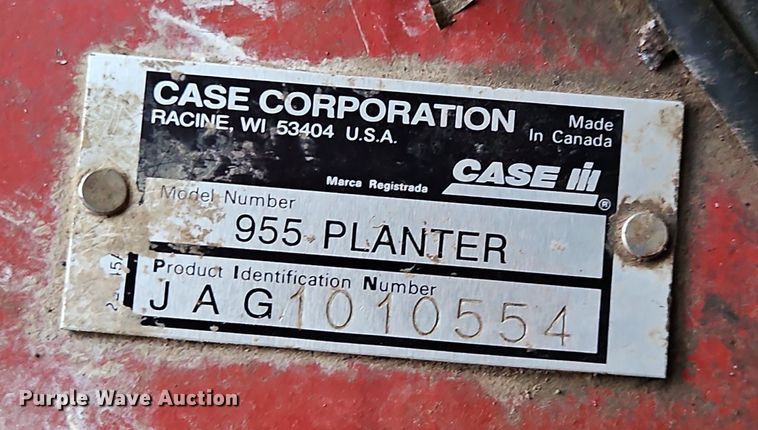 CASE CORPORATION
RACINE, WI 53404 U.S.A.
Made
In Canada
Marca Registrada
CASE IH
®
Model Number
955 PLANTER
Product Identification Number
JAG1010554
Purple Wave Auction